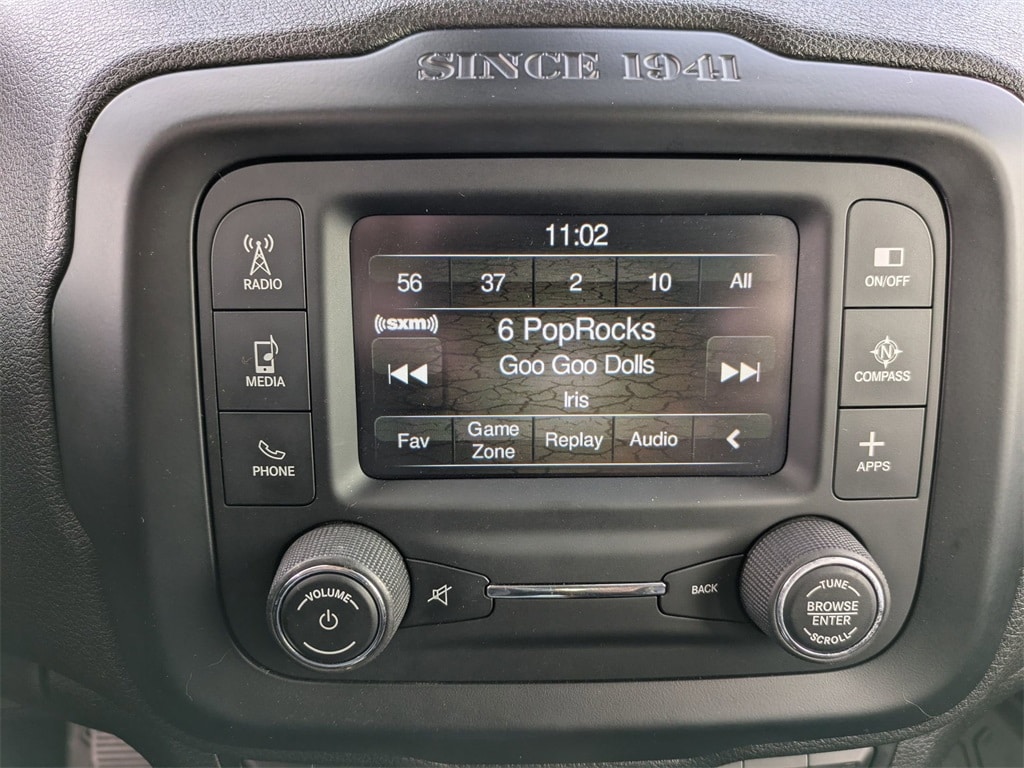 SINCE 1941
RADIO
MEDIA
PHONE
11:02
56 37 2 10 All
((sxm))
6 PopRocks
Goo Goo Dolls
Iris
Fav Game Zone Replay Audio
ON/OFF
N
COMPASS
APPS
VOLUME
BACK
TUNE
BROWSE
ENTER
SCROLL